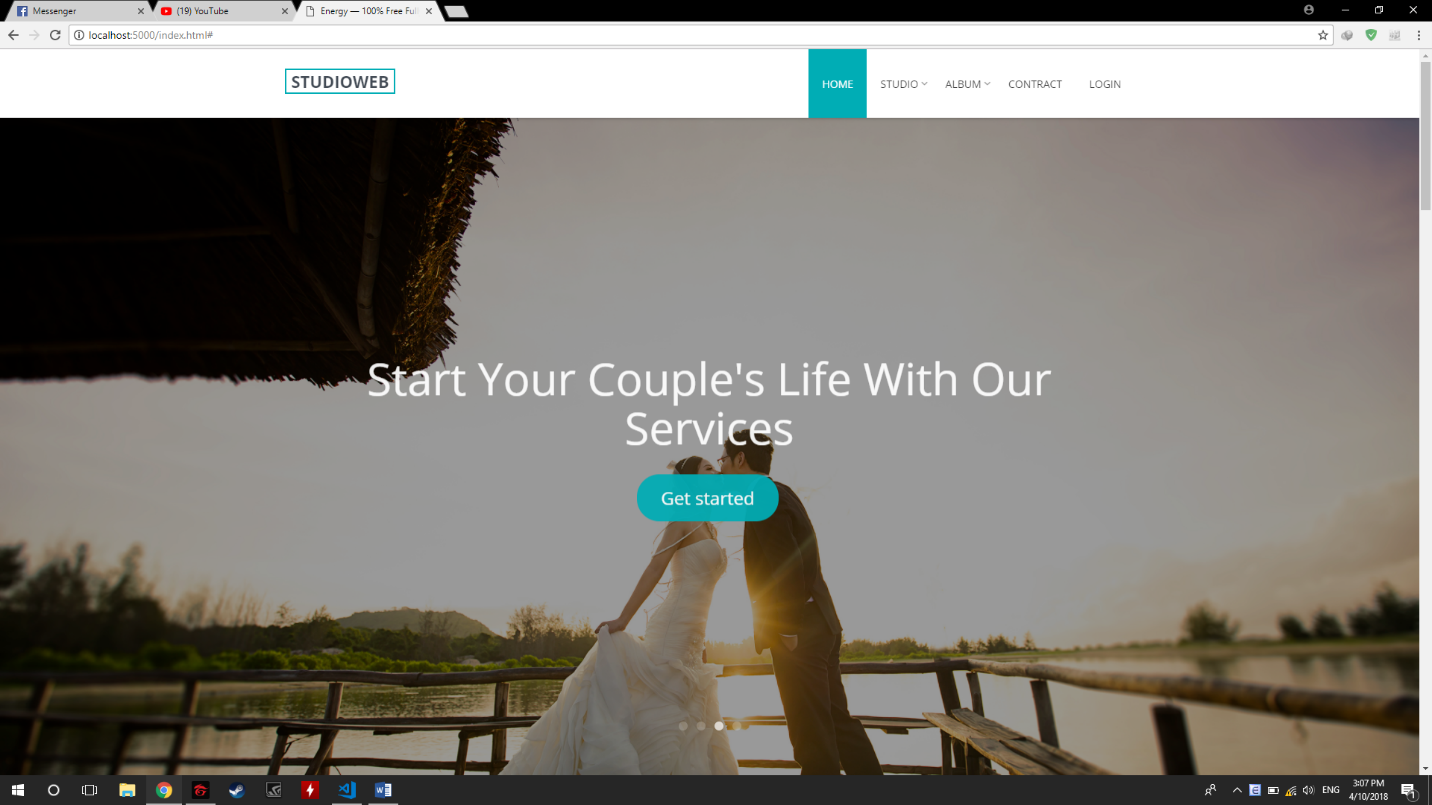 Messenger
(19) YouTube
Energy — 100% Free Ful
localhost:5000/index.html#
STUDIOWEB
HOME
STUDIO
ALBUM
CONTRACT
LOGIN
Start Your Couple's Life With Our
Services
Get started
ENG
3:07 PM
4/10/2018
1